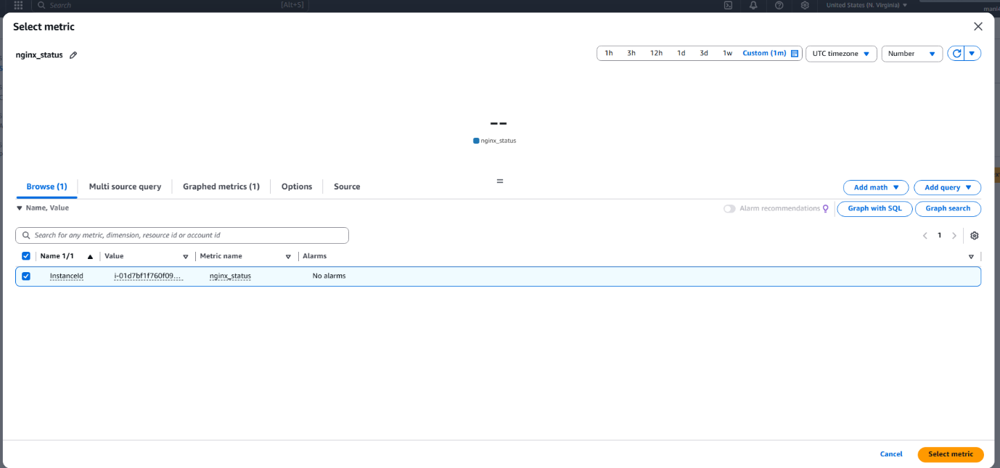 Search [Alt+S] United States (N. Virginia)
Select metric
nginx_status
1h 3h 12h 1d 3d 1w Custom (1m) UTC timezone Number
--
nginx_status
Browse (1) Multi source query Graphed metrics (1) Options Source
Add math Add query
Name, Value
Alarm recommendations Graph with SQL Graph search
Search for any metric, dimension, resource id or account id
1
Name 1/1 Value Metric name Alarms
InstanceId i-01d7bf1f760f09... nginx_status No alarms
Cancel Select metric